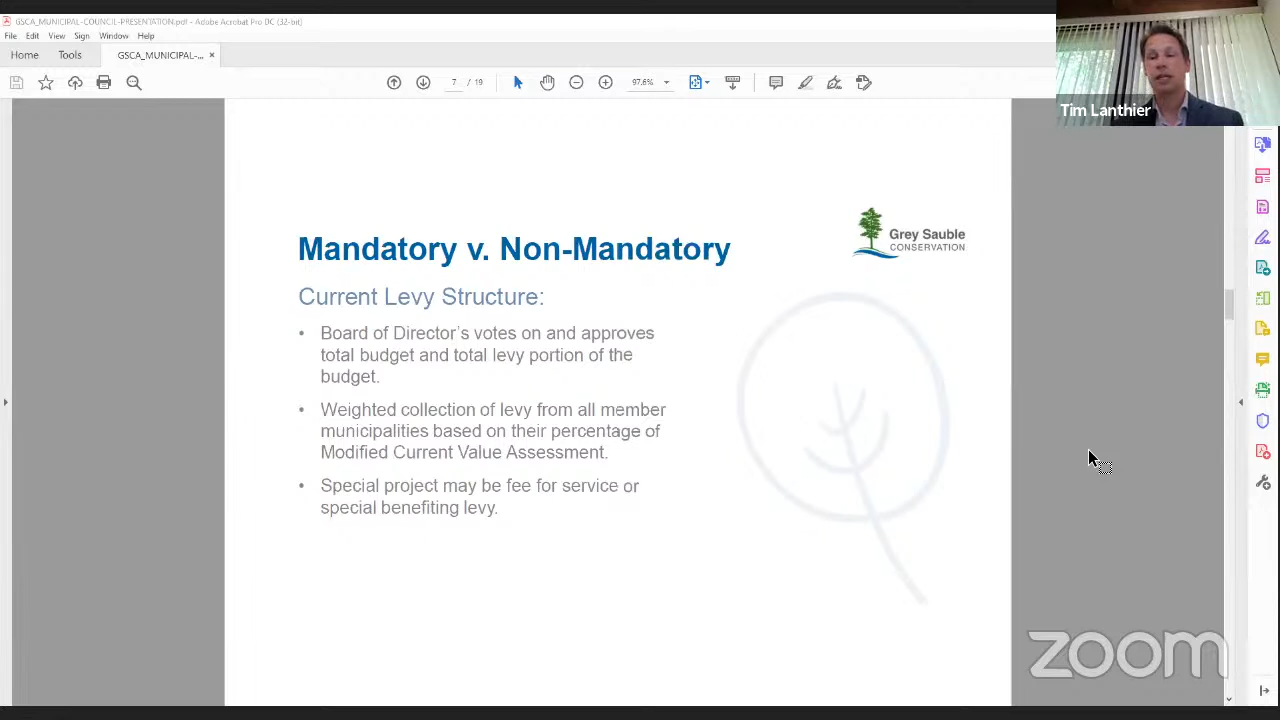 GSCA_MUNICIPAL-COUNCIL-PRESENTATION.pdf - Adobe Acrobat Pro DC (32-bit)
File Edit View Sign Window Help
Home Tools GSCA_MUNICIPAL-... ×
7 / 19 97.6%
Tim Lanthier
Grey Sauble
CONSERVATION
Mandatory v. Non-Mandatory
Current Levy Structure:
• Board of Director's votes on and approves
total budget and total levy portion of the
budget.
• Weighted collection of levy from all member
municipalities based on their percentage of
Modified Current Value Assessment.
• Special project may be fee for service or
special benefiting levy.
zoom